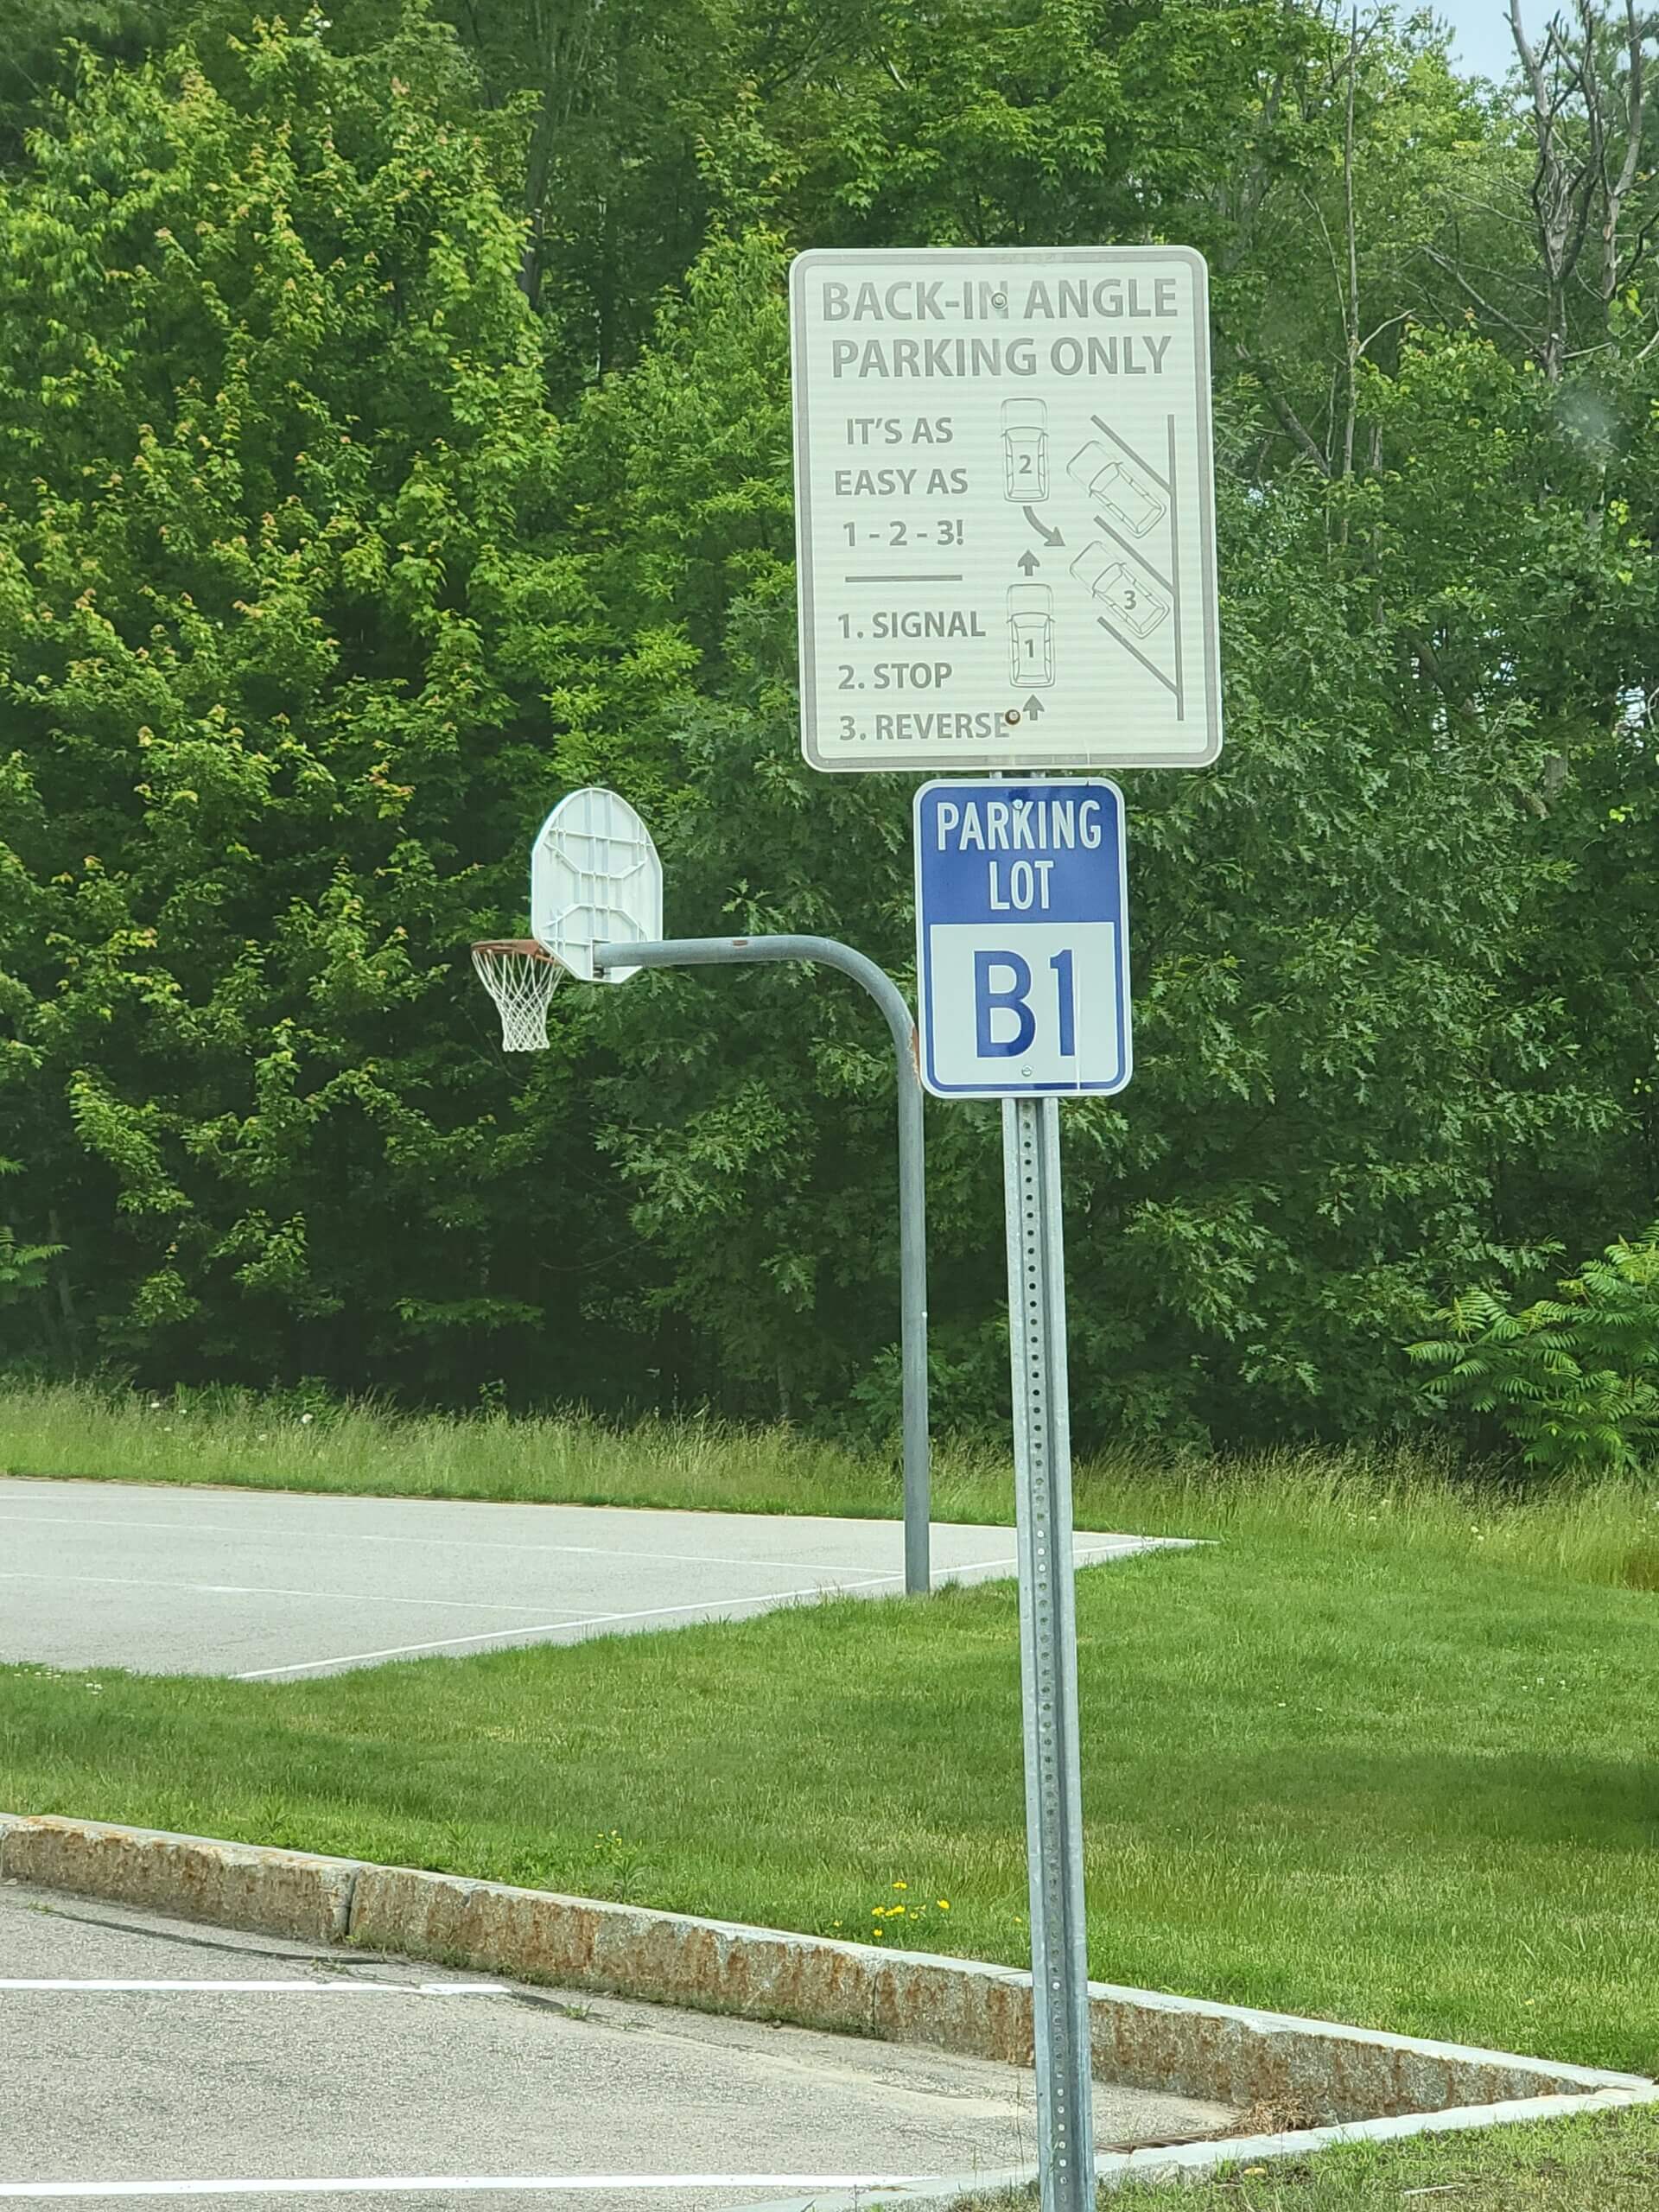 BACK-IN ANGLE
PARKING ONLY
IT'S AS
EASY AS
1 - 2 - 3!
1. SIGNAL
2. STOP
3. REVERSE
2
3
1
PARKING
LOT
B1